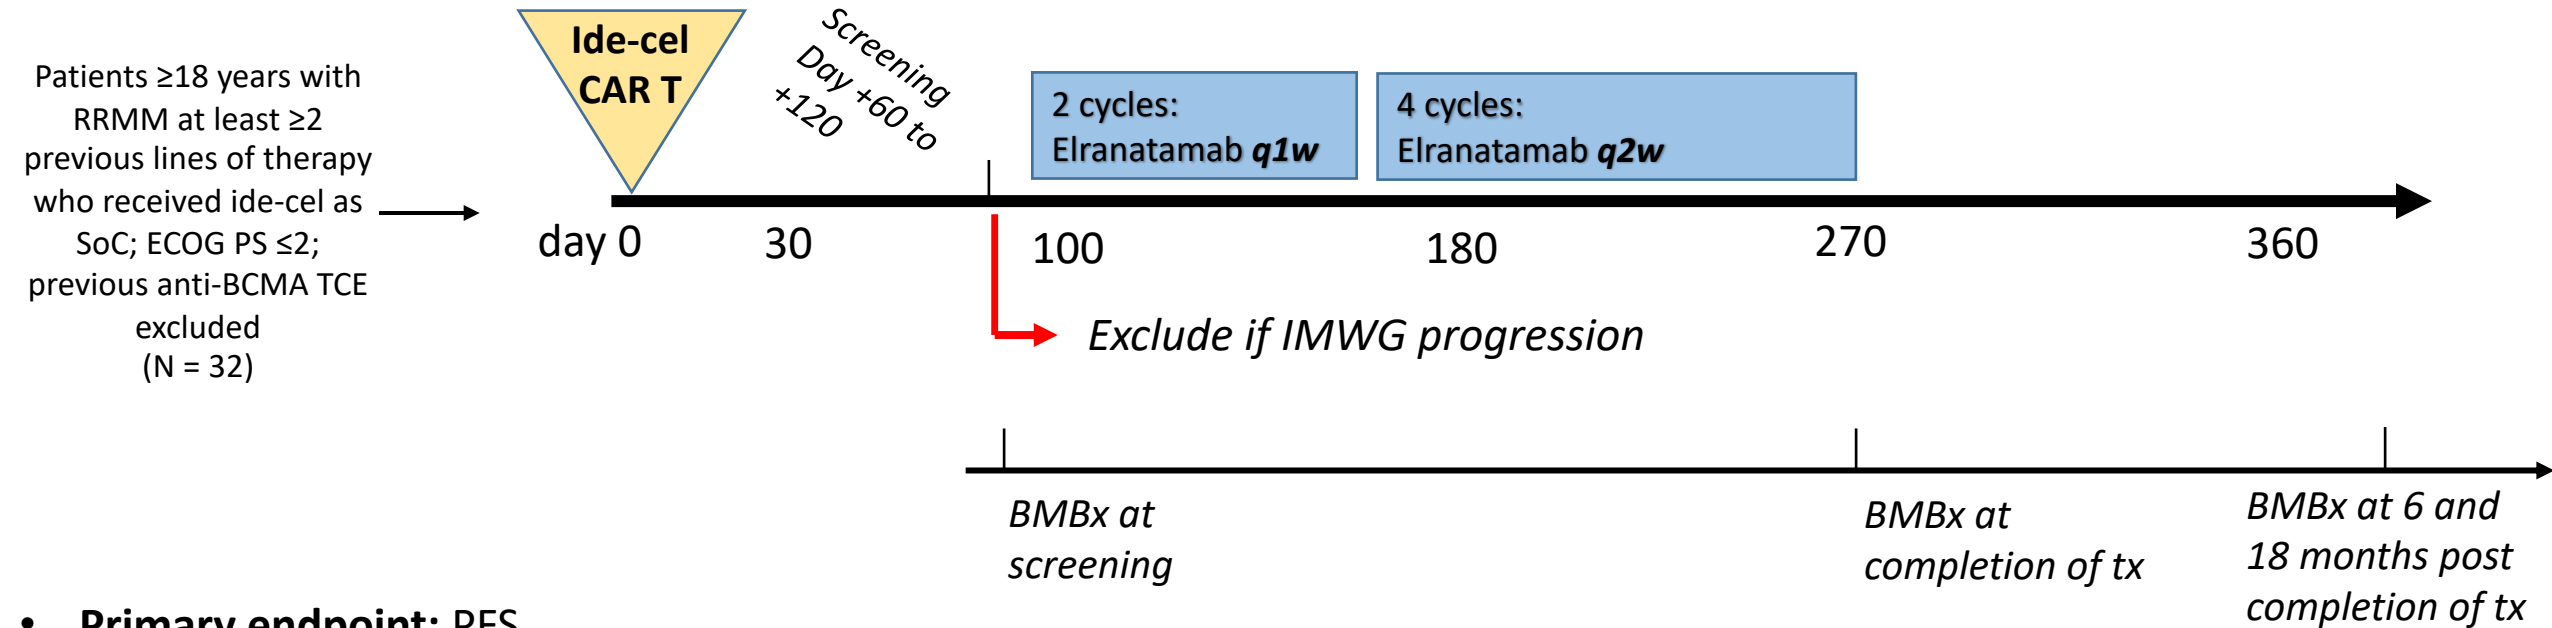 Patients ≥18 years with
RRMM at least ≥2
previous lines of therapy
who received ide-cel as
SoC; ECOG PS ≤2;
previous anti-BCMA TCE
excluded
(N = 32)
Ide-cel
CAR T
Screening
Day +60 to
+120
2 cycles:
Elranatamab q1w
4 cycles:
Elranatamab q2w
day 0
30
100
180
270
360
Exclude if IMWG progression
BMBx at
screening
BMBx at
completion of tx
BMBx at 6 and
18 months post
completion of tx
• Primary endpoint: PFS